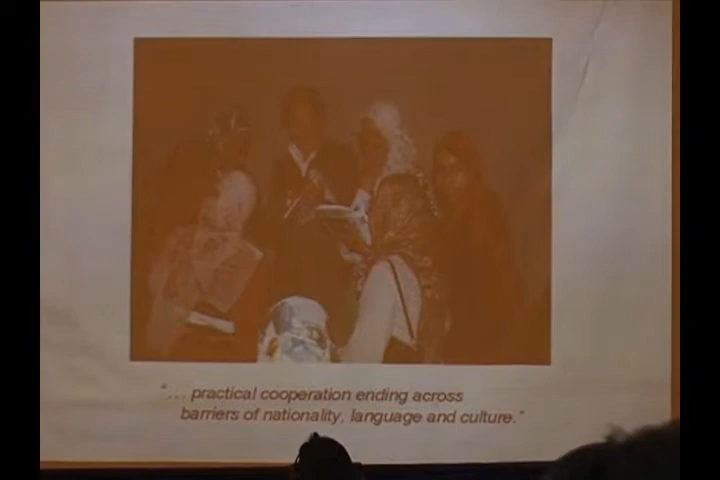 "... practical cooperation ending across
barriers of nationality, language and culture."